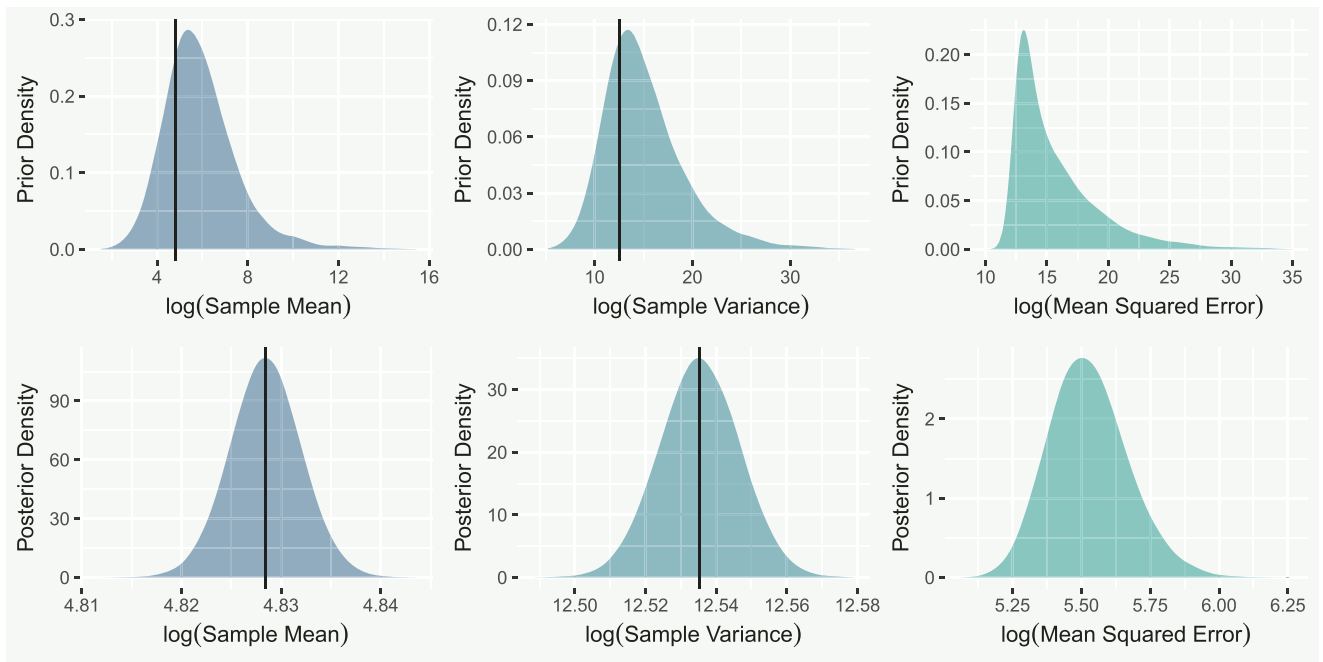 Prior Density
0.3
0.2
0.1
0.0
4 8 12 16
log(Sample Mean)
Prior Density
0.12
0.09
0.06
0.03
0.00
10 20 30
log(Sample Variance)
Prior Density
0.20
0.15
0.10
0.05
0.00
10 15 20 25 30 35
log(Mean Squared Error)
Posterior Density
90
60
30
0
4.81 4.82 4.83 4.84
log(Sample Mean)
Posterior Density
30
20
10
0
12.50 12.52 12.54 12.56 12.58
log(Sample Variance)
Posterior Density
2
1
0
5.25 5.50 5.75 6.00 6.25
log(Mean Squared Error)